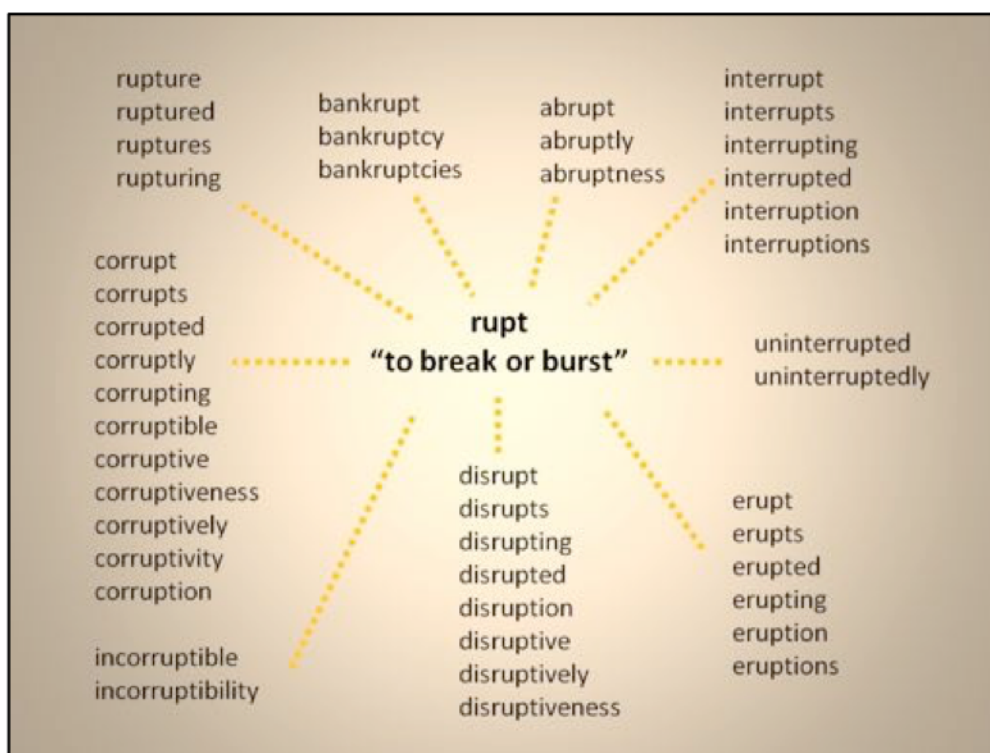 rupture
ruptured
ruptures
rupturing
bankrupt
bankruptcy
bankruptcies
abrupt
abruptly
abruptness
interrupt
interrupts
interrupting
interrupted
interruption
interruptions
corrupt
corrupts
corrupted
corruptly
corrupting
corruptible
corruptive
corruptiveness
corruptively
corruptivity
corruption
rupt
“to break or burst”
uninterrupted
uninterruptedly
incorruptible
incorruptibility
disrupt
disrupts
disrupting
disrupted
disruption
disruptive
disruptively
disruptiveness
erupt
erupts
erupted
erupting
eruption
eruptions